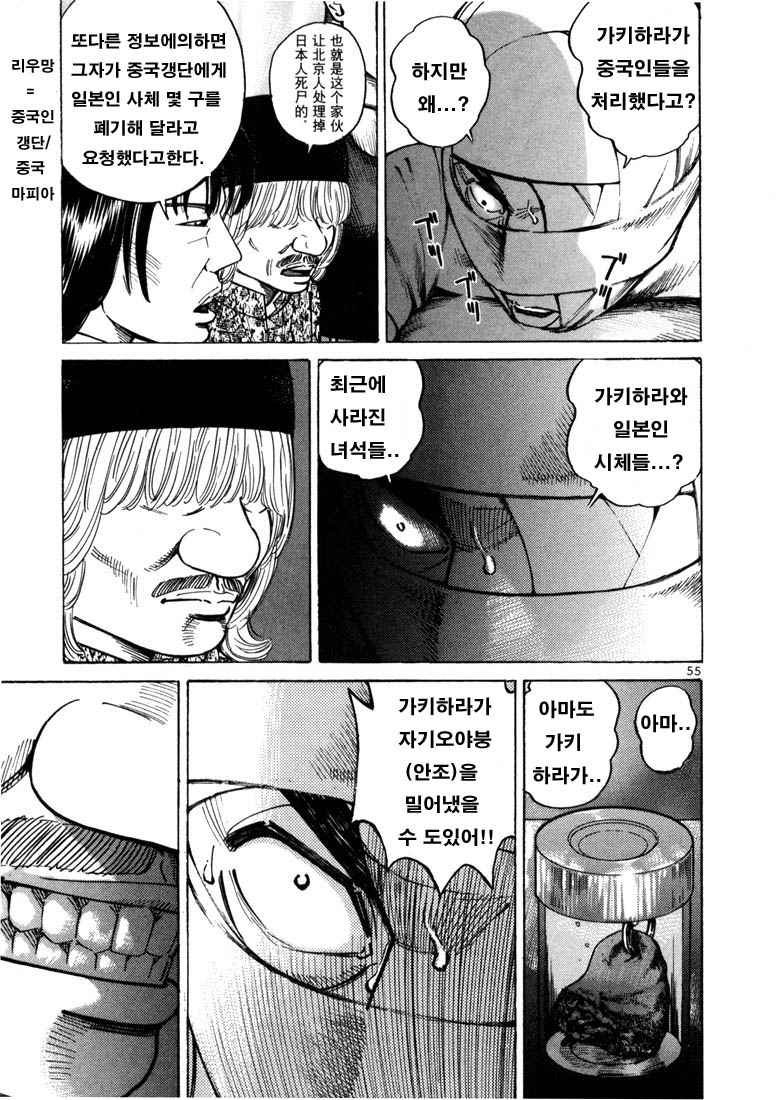 가키하라가
중국인들을
처리했다고?
하지만
왜...?
부들
부들
也就是这个家伙
让北京人处理掉
日本人死尸的.
또다른 정보에의하면
그자가 중국갱단에게
일본인 사체 몇 구를
폐기해 달라고
요청했다고한다.
리우망
=
중국인
갱단/
중국
마피아
가키하라와
일본인
시체들...?
최근에
사라진
녀석들..
55
아마..
아마도
가키
하라가..
가키하라가
자기오야붕
(안조)을
밀어냈을
수 도있어!!